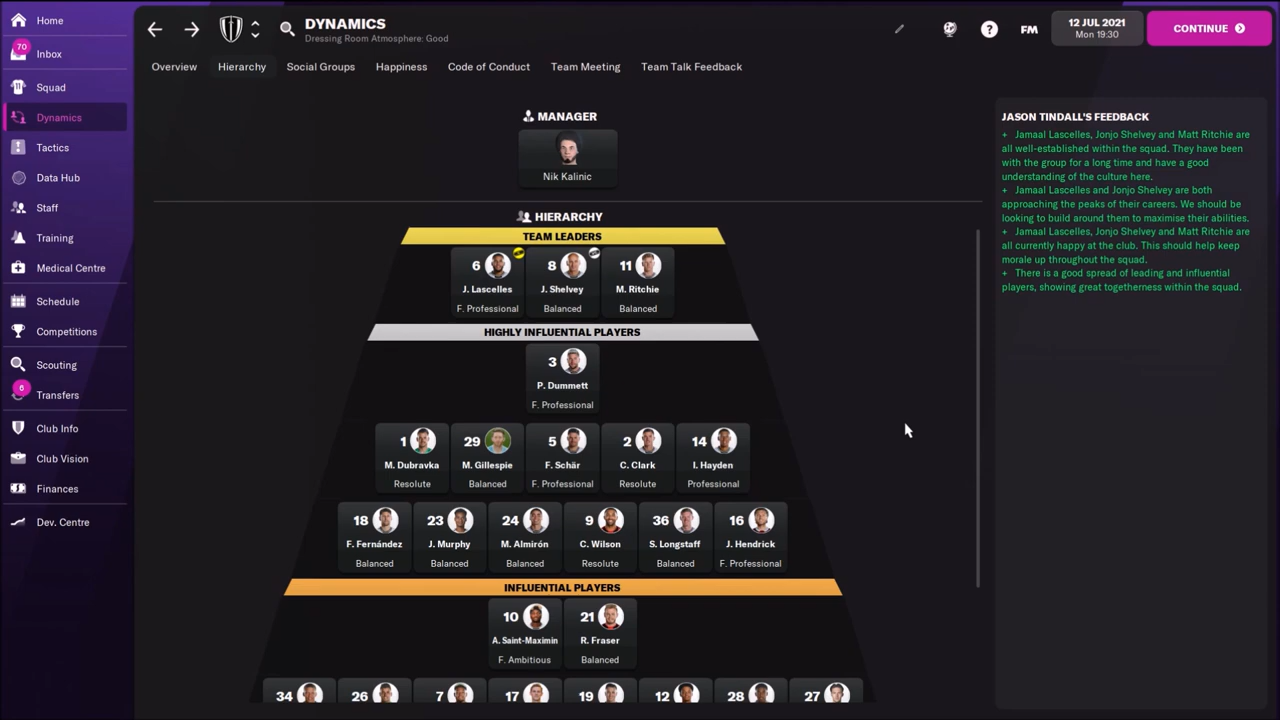 Home
70
Inbox
Squad
Dynamics
Tactics
Data Hub
Staff
Training
Medical Centre
Schedule
Competitions
Scouting
6
Transfers
Club Info
Club Vision
Finances
Dev. Centre
DYNAMICS
Dressing Room Atmosphere: Good
?
FM
12 JUL 2021
Mon 19:30
CONTINUE
Overview Hierarchy Social Groups Happiness Code of Conduct Team Meeting Team Talk Feedback
MANAGER
Nik Kalinic
HIERARCHY
TEAM LEADERS
6 8 11
J. Lascelles J. Shelvey M. Ritchie
F. Professional Balanced Balanced
HIGHLY INFLUENTIAL PLAYERS
3
P. Dummett
F. Professional
1 29 5 2 14
M. Dubravka M. Gillespie F. Schär C. Clark I. Hayden
Resolute Balanced F. Professional Resolute Professional
18 23 24 9 36 16
F. Fernández J. Murphy M. Almirón C. Wilson S. Longstaff J. Hendrick
Balanced Balanced Balanced Resolute Balanced F. Professional
INFLUENTIAL PLAYERS
10 21
A. Saint-Maximin R. Fraser
F. Ambitious Balanced
34 26 7 17 19 12 28 27
JASON TINDALL'S FEEDBACK
+ Jamaal Lascelles, Jonjo Shelvey and Matt Ritchie are
all well-established within the squad. They have been
with the group for a long time and have a good
understanding of the culture here.
+ Jamaal Lascelles and Jonjo Shelvey are both
approaching the peaks of their careers. We should be
looking to build around them to maximise their abilities.
+ Jamaal Lascelles, Jonjo Shelvey and Matt Ritchie are
all currently happy at the club. This should help keep
morale up throughout the squad.
+ There is a good spread of leading and influential
players, showing great togetherness within the squad.